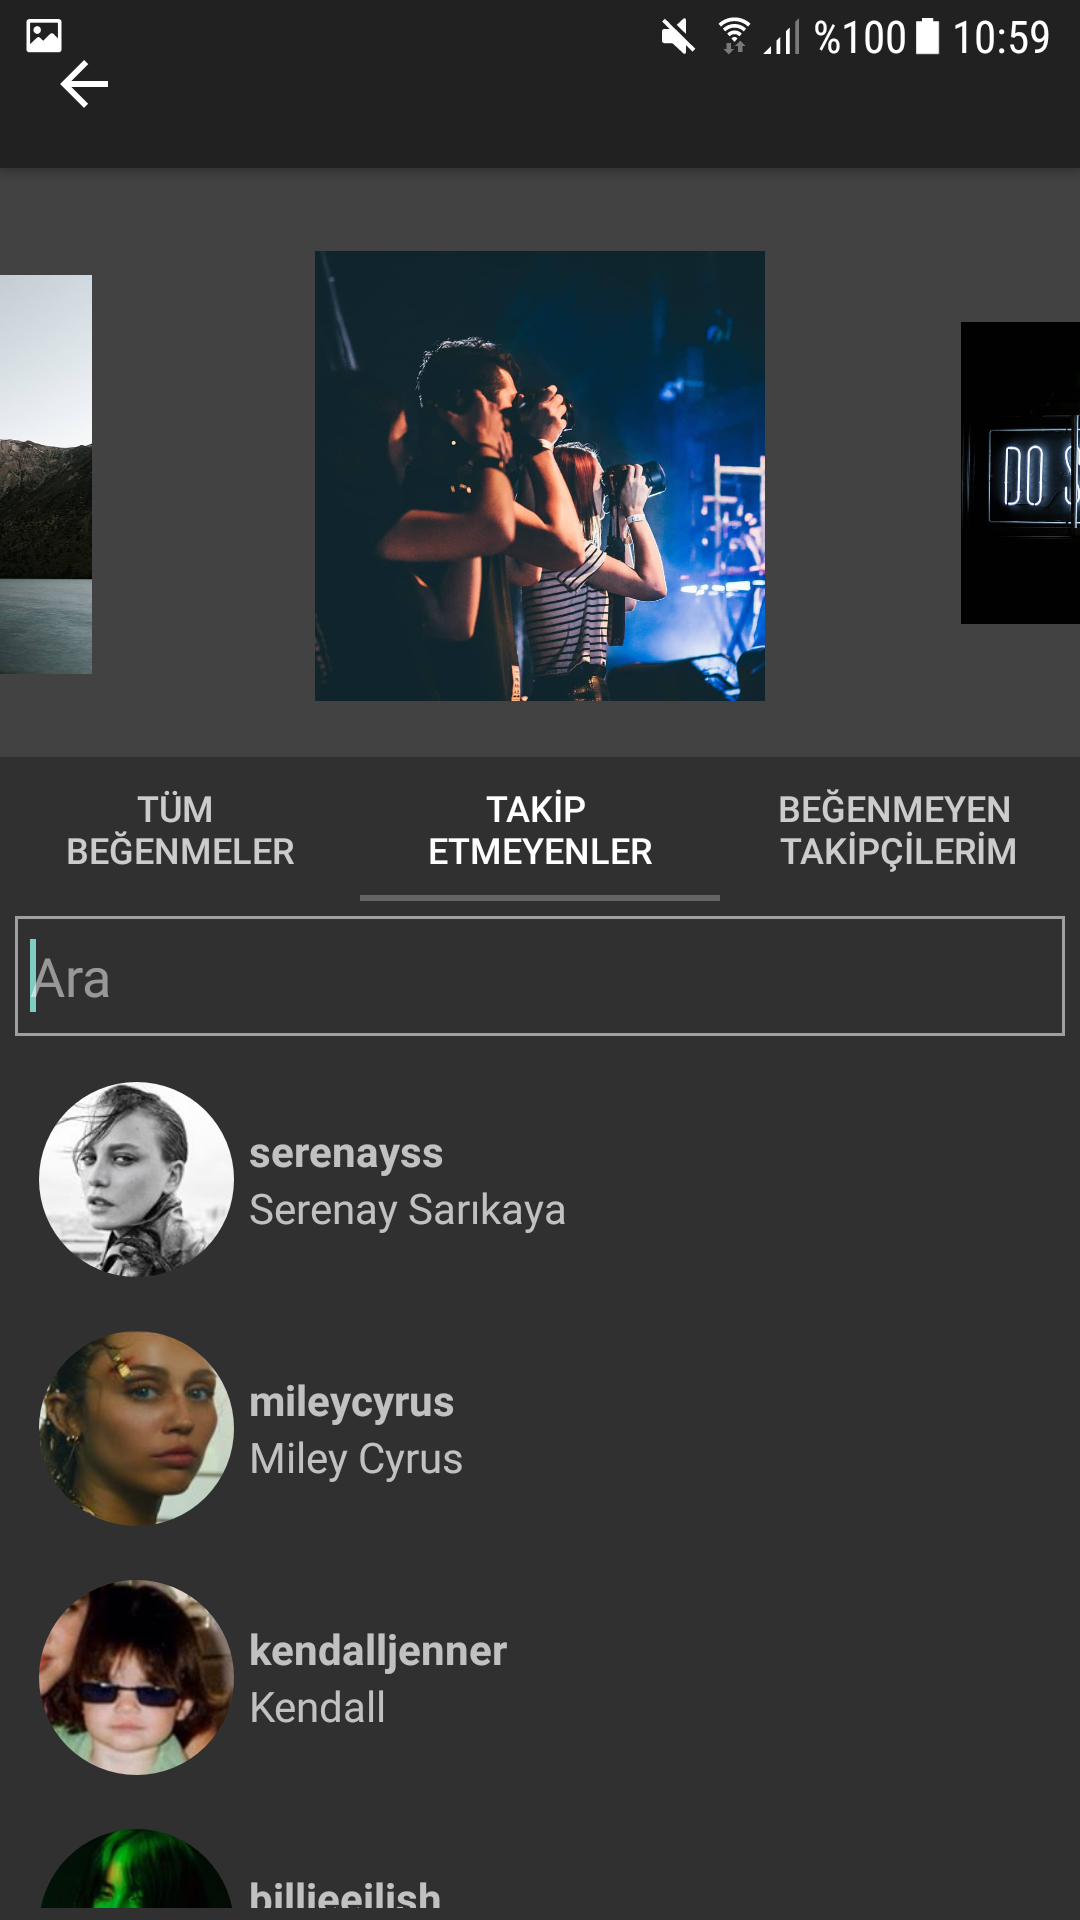 %100 10:59
DO
TÜM
BEĞENMELER
TAKİP
ETMEYENLER
BEĞENMEYEN
TAKİPÇİLERİM
Ara
serenayss
Serenay Sarıkaya
mileycyrus
Miley Cyrus
kendalljenner
Kendall
billieeilish